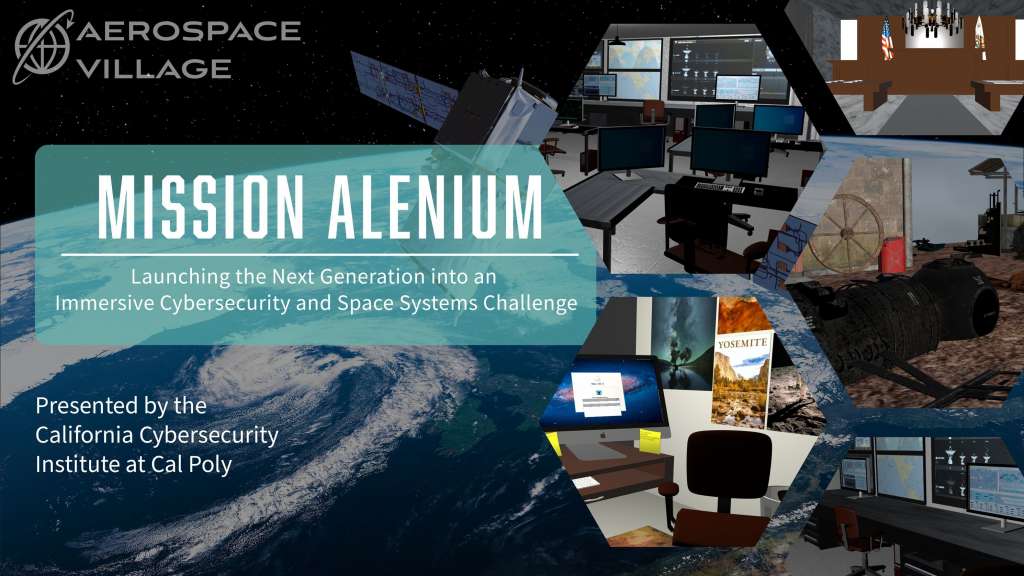 AEROSPACE
VILLAGE
MISSION ALENIUM
Launching the Next Generation into an
Immersive Cybersecurity and Space Systems Challenge
Presented by the
California Cybersecurity
Institute at Cal Poly
YOSEMITE